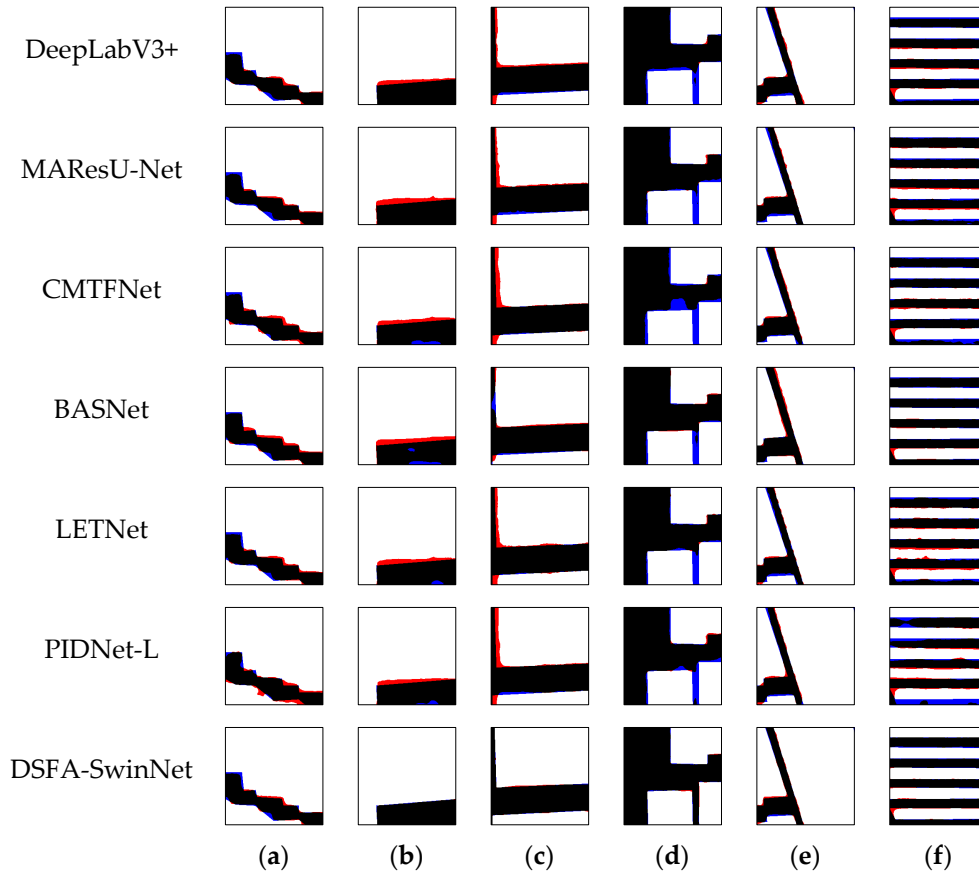 DeepLabV3+
MAResU-Net
CMTFNet
BASNet
LETNet
PIDNet-L
DSFA-SwinNet
(a) (b) (c) (d) (e) (f)